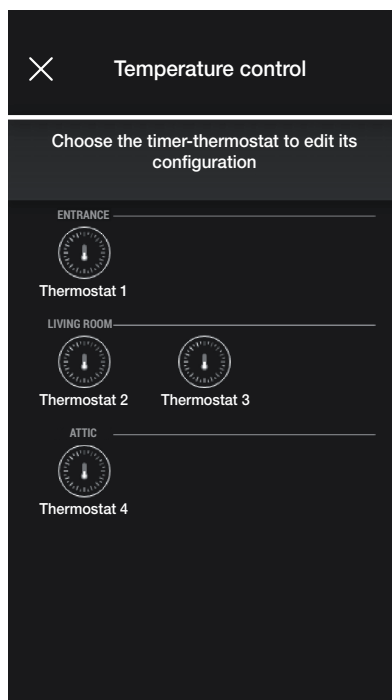 Temperature control
Choose the timer-thermostat to edit its
configuration
ENTRANCE
Thermostat 1
LIVING ROOM
Thermostat 2 Thermostat 3
ATTIC
Thermostat 4